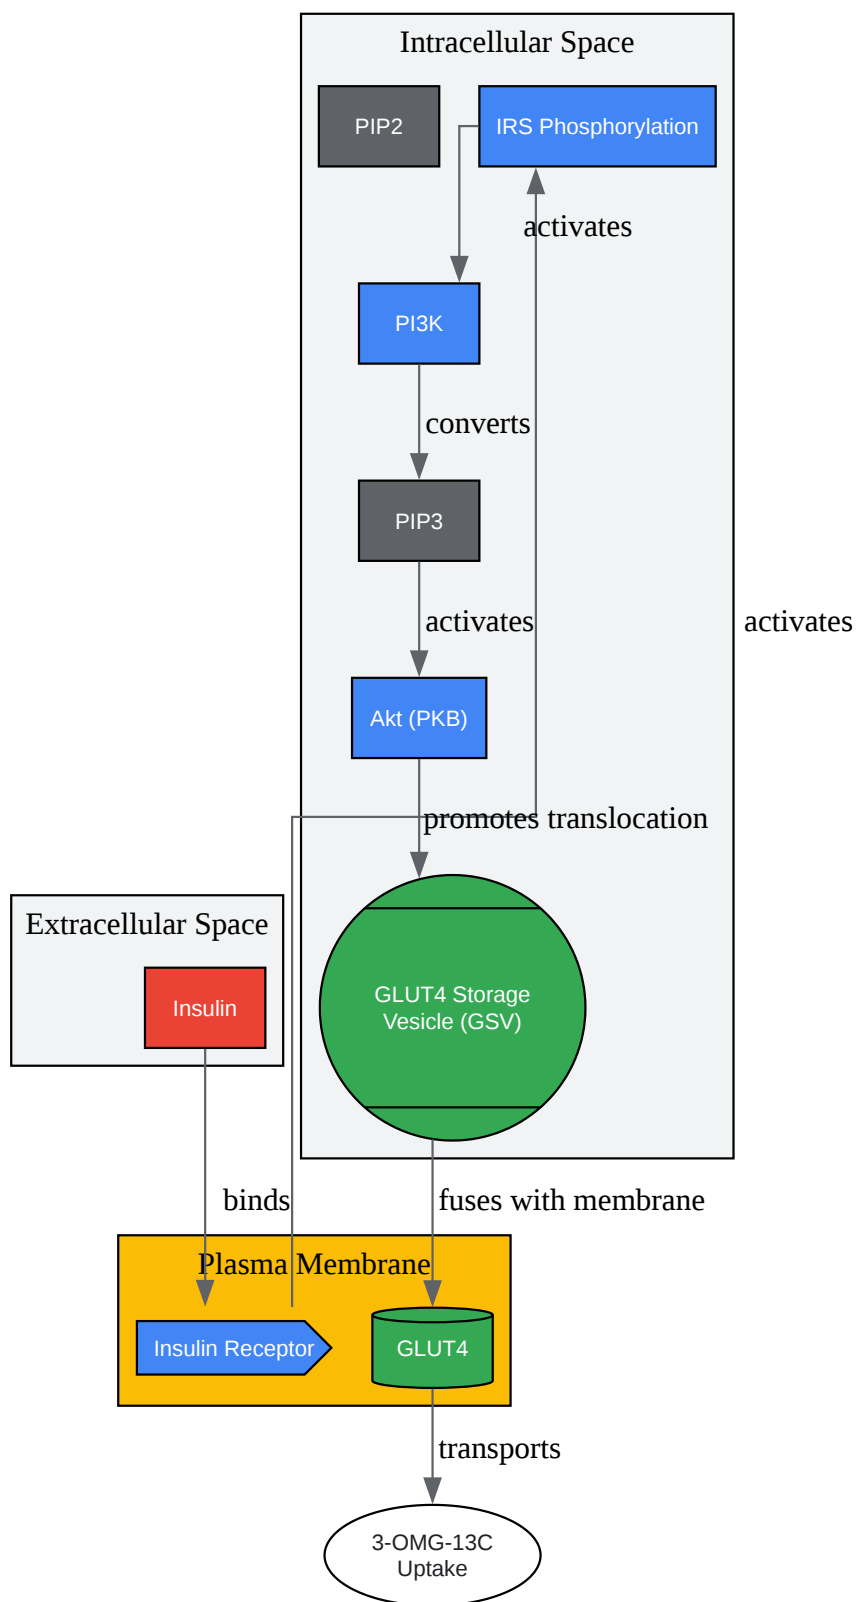 Intracellular Space
PIP2
IRS Phosphorylation
activates
PI3K
converts
PIP3
activates
activates
Akt (PKB)
promotes translocation
Extracellular Space
Insulin
GLUT4 Storage
Vesicle (GSV)
binds
fuses with membrane
Plasma Membrane
Insulin Receptor
GLUT4
transports
3-OMG-13C
Uptake